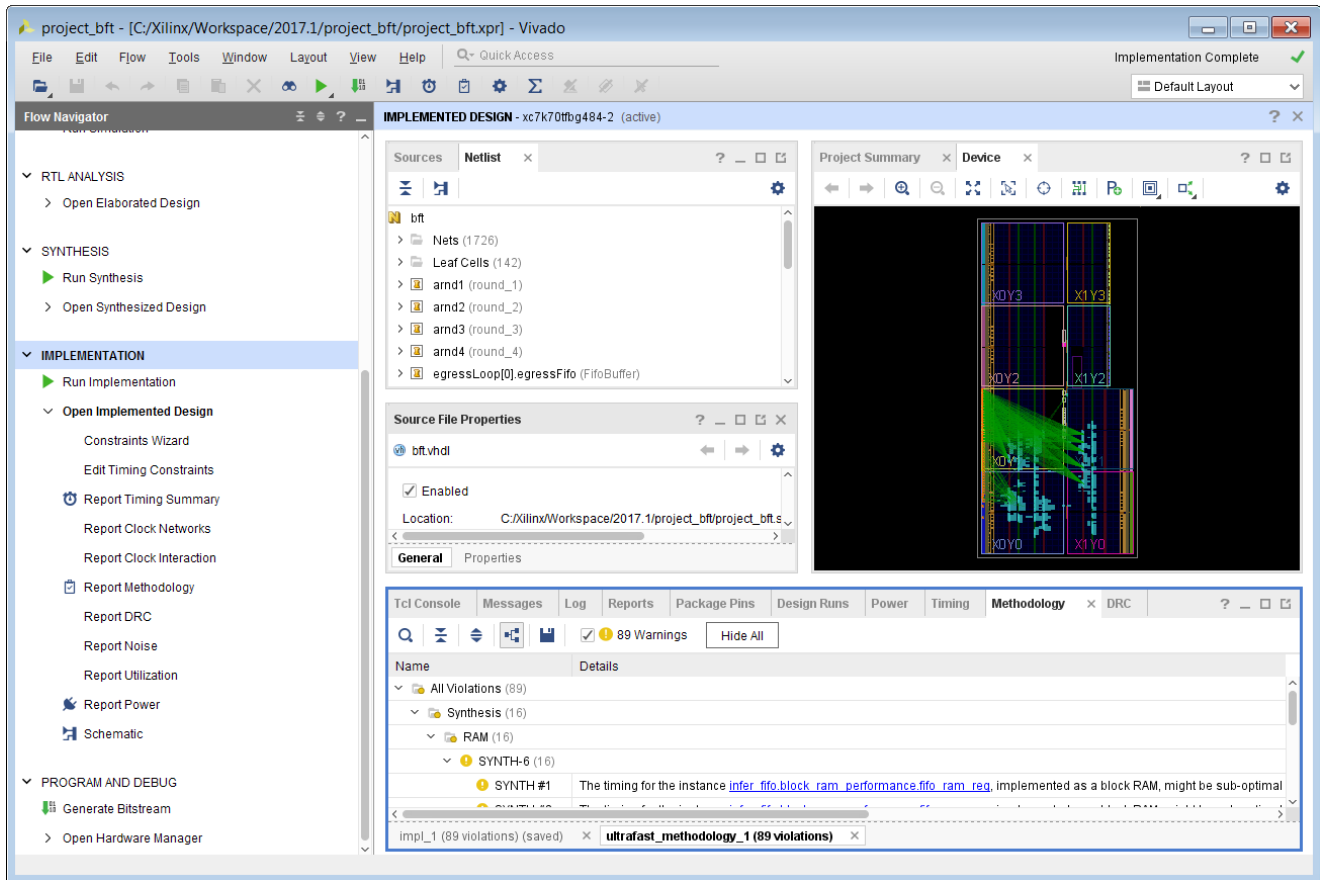 project_bft - [C:/Xilinx/Workspace/2017.1/project_bft/project_bft.xpr] - Vivado
File Edit Flow Tools Window Layout View Help Quick Access
Implementation Complete
Default Layout
Flow Navigator
IMPLEMENTED DESIGN - xc7k70tfbg484-2 (active)
Run Simulation
RTL ANALYSIS
Open Elaborated Design
SYNTHESIS
Run Synthesis
Open Synthesized Design
IMPLEMENTATION
Run Implementation
Open Implemented Design
Constraints Wizard
Edit Timing Constraints
Report Timing Summary
Report Clock Networks
Report Clock Interaction
Report Methodology
Report DRC
Report Noise
Report Utilization
Report Power
Schematic
PROGRAM AND DEBUG
Generate Bitstream
Open Hardware Manager
Sources Netlist
bft
Nets (1726)
Leaf Cells (142)
arnd1 (round_1)
arnd2 (round_2)
arnd3 (round_3)
arnd4 (round_4)
egressLoop[0].egressFifo (FifoBuffer)
Source File Properties
bft.vhdl
Enabled
Location: C:/Xilinx/Workspace/2017.1/project_bft/project_bft.s
General Properties
Project Summary Device
X0Y3 X1Y3
X0Y2 X1Y2
X0Y0 X1Y0
Tcl Console Messages Log Reports Package Pins Design Runs Power Timing Methodology DRC
89 Warnings Hide All
Name Details
All Violations (89)
Synthesis (16)
RAM (16)
SYNTH-6 (16)
SYNTH #1 The timing for the instance infer_fifo.block_ram_performance.fifo_ram_reg, implemented as a block RAM, might be sub-optimal
impl_1 (89 violations) (saved) ultrafast_methodology_1 (89 violations)